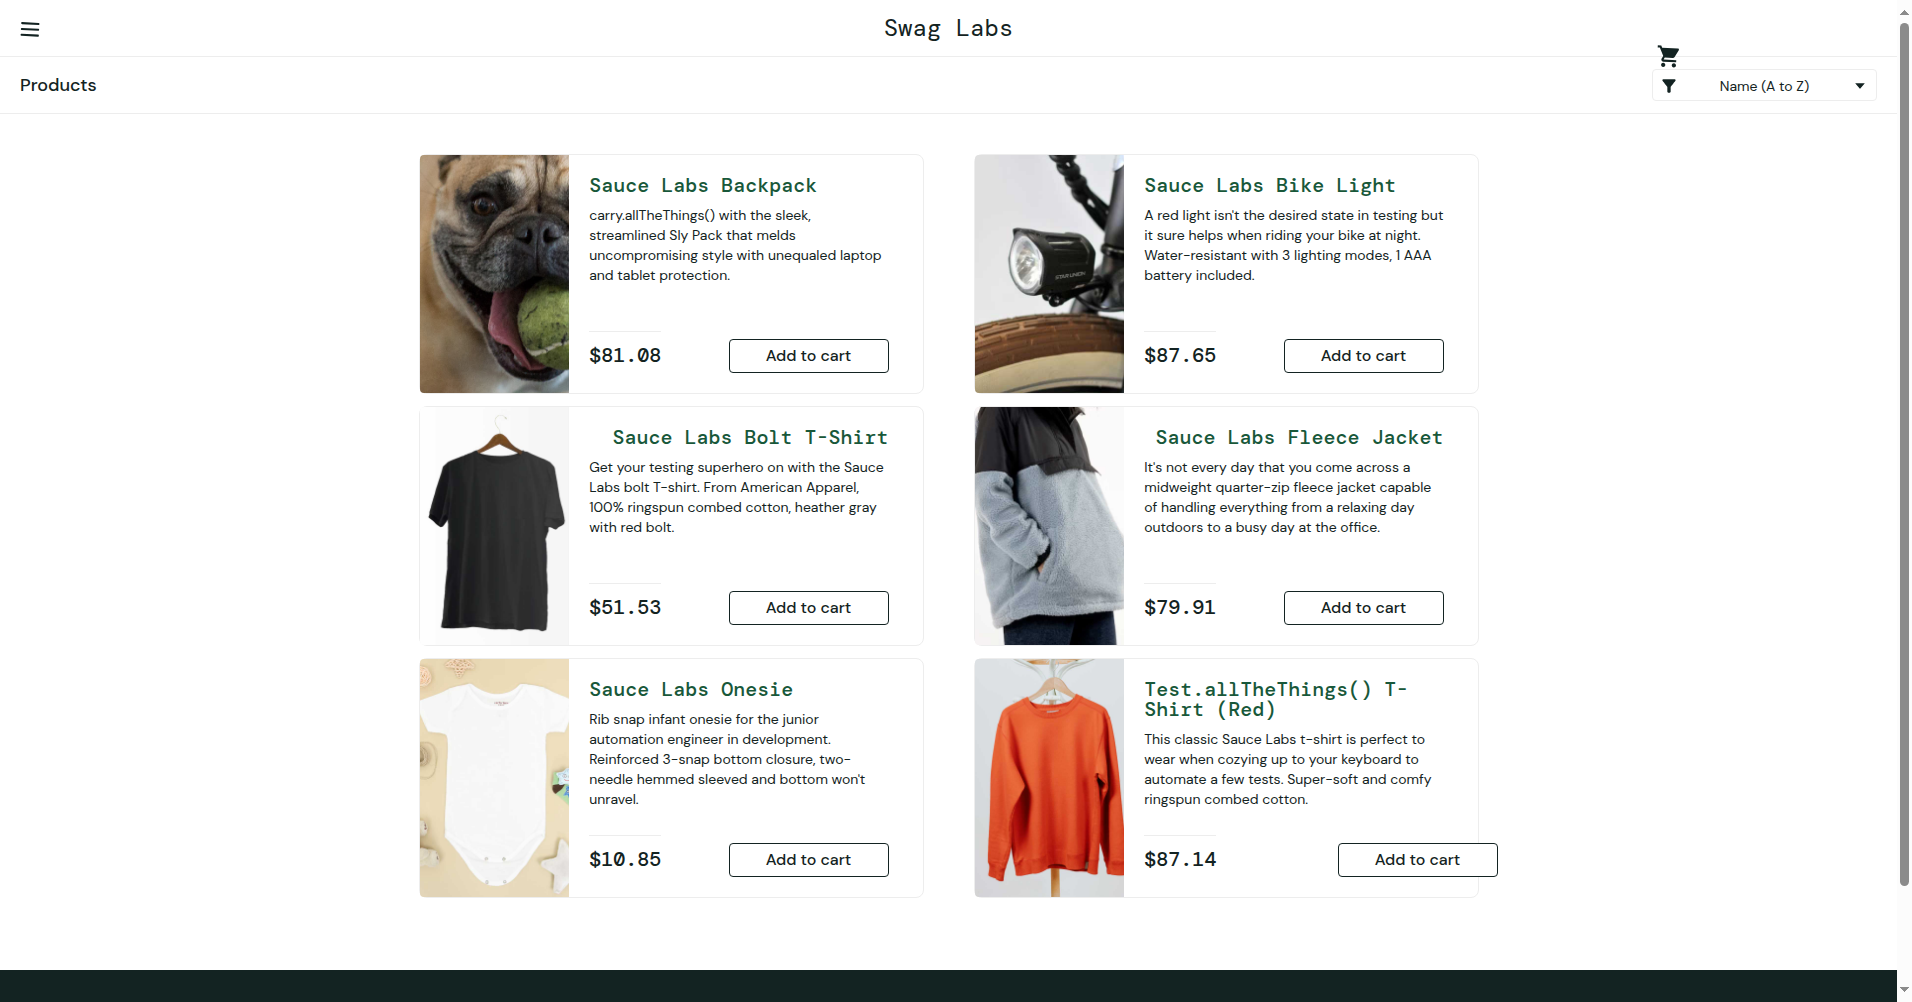 Swag Labs
Products
Name (A to Z)
Sauce Labs Backpack
carry.allTheThings() with the sleek,
streamlined Sly Pack that melds
uncompromising style with unequaled laptop
and tablet protection.
$81.08
Add to cart
Sauce Labs Bike Light
A red light isn't the desired state in testing but
it sure helps when riding your bike at night.
Water-resistant with 3 lighting modes, 1 AAA
battery included.
STAR UNION
$87.65
Add to cart
Sauce Labs Bolt T-Shirt
Get your testing superhero on with the Sauce
Labs bolt T-shirt. From American Apparel,
100% ringspun combed cotton, heather gray
with red bolt.
$51.53
Add to cart
Sauce Labs Fleece Jacket
It's not every day that you come across a
midweight quarter-zip fleece jacket capable
of handling everything from a relaxing day
outdoors to a busy day at the office.
$79.91
Add to cart
Sauce Labs Onesie
Rib snap infant onesie for the junior
automation engineer in development.
Reinforced 3-snap bottom closure, two-
needle hemmed sleeved and bottom won't
unravel.
$10.85
Add to cart
Test.allTheThings() T-
Shirt (Red)
This classic Sauce Labs t-shirt is perfect to
wear when cozying up to your keyboard to
automate a few tests. Super-soft and comfy
ringspun combed cotton.
$87.14
Add to cart